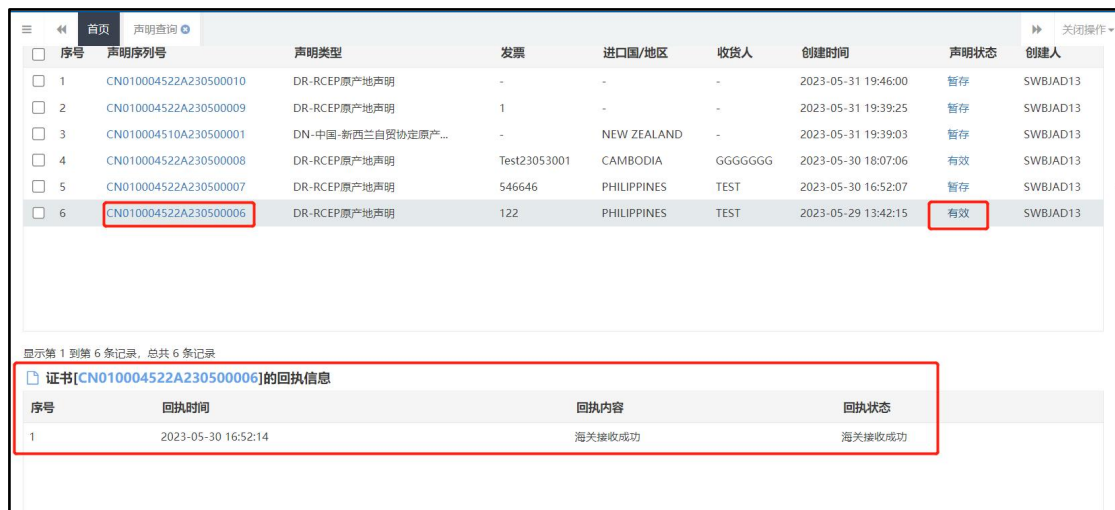 首页 声明查询 关闭操作
序号 声明序列号 声明类型 发票 进口国/地区 收货人 创建时间 声明状态 创建人
1 CN010004522A230500010 DR-RCEP原产地声明 - - - 2023-05-31 19:46:00 暂存 SWBJAD13
2 CN010004522A230500009 DR-RCEP原产地声明 1 - - 2023-05-31 19:39:25 暂存 SWBJAD13
3 CN010004510A230500001 DN-中国-新西兰自贸协定原产... - NEW ZEALAND - 2023-05-31 19:39:03 暂存 SWBJAD13
4 CN010004522A230500008 DR-RCEP原产地声明 Test23053001 CAMBODIA GGGGGGG 2023-05-30 18:07:06 有效 SWBJAD13
5 CN010004522A230500007 DR-RCEP原产地声明 546646 PHILIPPINES TEST 2023-05-30 16:52:07 暂存 SWBJAD13
6 CN010004522A230500006 DR-RCEP原产地声明 122 PHILIPPINES TEST 2023-05-29 13:42:15 有效 SWBJAD13
显示第 1 到第 6 条记录，总共 6 条记录
证书[CN010004522A230500006]的回执信息
序号 回执时间 回执内容 回执状态
1 2023-05-30 16:52:14 海关接收成功 海关接收成功